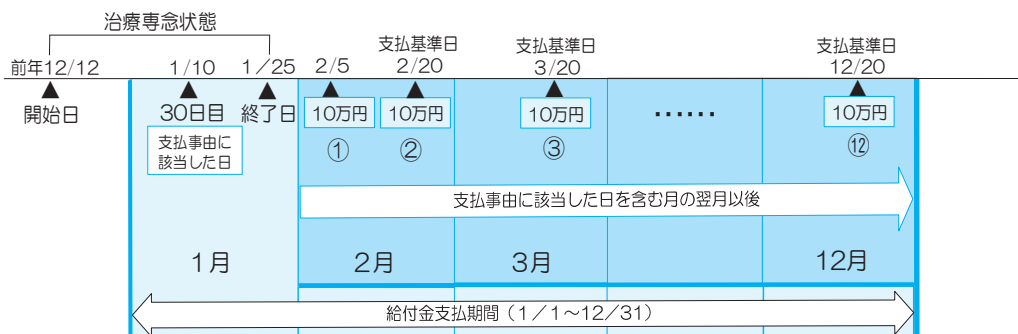 治療専念状態
支払基準日
支払基準日
支払基準日
前年12/12
1/10
1/25
2/5
2/20
3/20
12/20
開始日
30日目
終了日
10万円
10万円
10万円
……
10万円
支払事由に
該当した日
①
②
③
⑫
支払事由に該当した日を含む月の翌月以後
1月
2月
3月
12月
給付金支払期間（1/1～12/31）